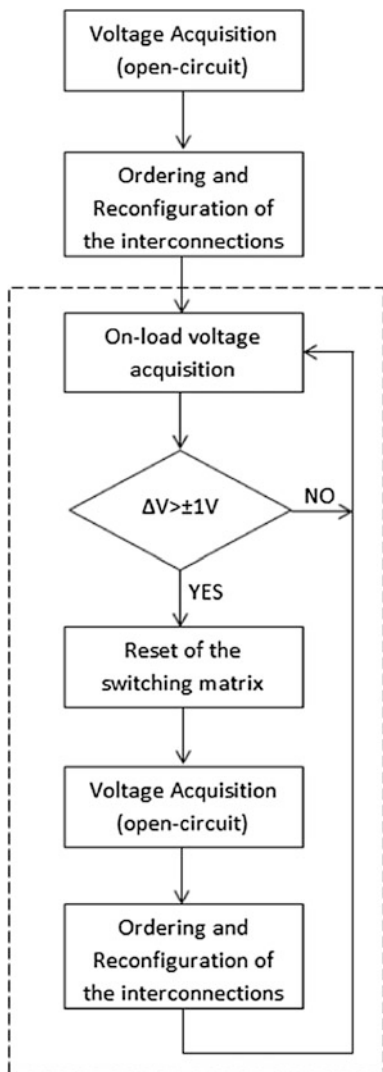 Voltage Acquisition
(open-circuit)
Ordering and
Reconfiguration of
the interconnections
On-load voltage
acquisition
ΔV>±1V
NO
YES
Reset of the
switching matrix
Voltage Acquisition
(open-circuit)
Ordering and
Reconfiguration of
the interconnections